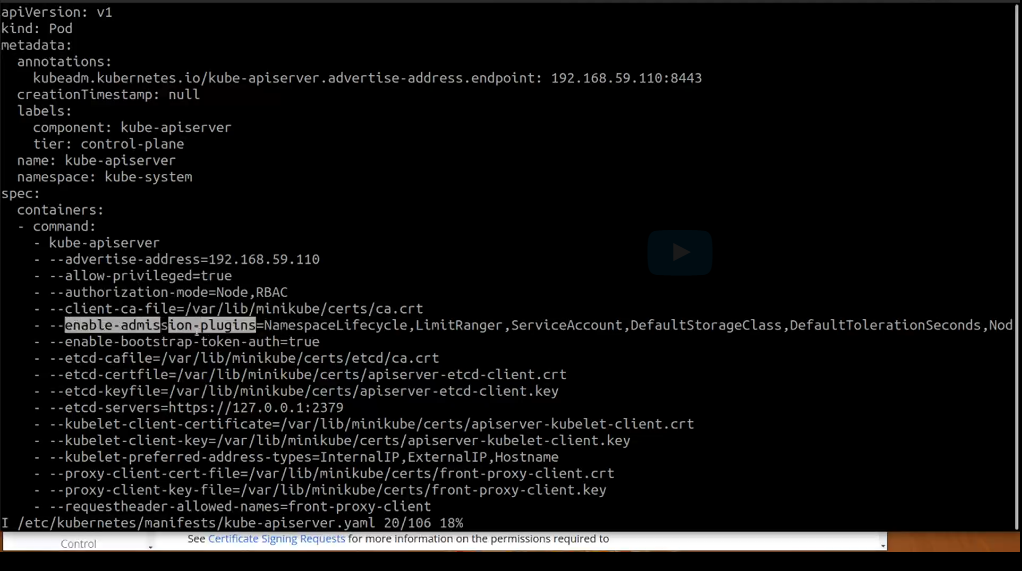 apiVersion: v1
kind: Pod
metadata:
  annotations:
    kubeadm.kubernetes.io/kube-apiserver.advertise-address.endpoint: 192.168.59.110:8443
  creationTimestamp: null
  labels:
    component: kube-apiserver
    tier: control-plane
  name: kube-apiserver
  namespace: kube-system
spec:
  containers:
  - command:
    - kube-apiserver
    - --advertise-address=192.168.59.110
    - --allow-privileged=true
    - --authorization-mode=Node,RBAC
    - --client-ca-file=/var/lib/minikube/certs/ca.crt
    - --enable-admission-plugins=NamespaceLifecycle,LimitRanger,ServiceAccount,DefaultStorageClass,DefaultTolerationSeconds,Nod
    - --enable-bootstrap-token-auth=true
    - --etcd-cafile=/var/lib/minikube/certs/etcd/ca.crt
    - --etcd-certfile=/var/lib/minikube/certs/apiserver-etcd-client.crt
    - --etcd-keyfile=/var/lib/minikube/certs/apiserver-etcd-client.key
    - --etcd-servers=https://127.0.0.1:2379
    - --kubelet-client-certificate=/var/lib/minikube/certs/apiserver-kubelet-client.crt
    - --kubelet-client-key=/var/lib/minikube/certs/apiserver-kubelet-client.key
    - --kubelet-preferred-address-types=InternalIP,ExternalIP,Hostname
    - --proxy-client-cert-file=/var/lib/minikube/certs/front-proxy-client.crt
    - --proxy-client-key-file=/var/lib/minikube/certs/front-proxy-client.key
    - --requestheader-allowed-names=front-proxy-client
I /etc/kubernetes/manifests/kube-apiserver.yaml 20/106 18%
Control
See Certificate Signing Requests for more information on the permissions required to